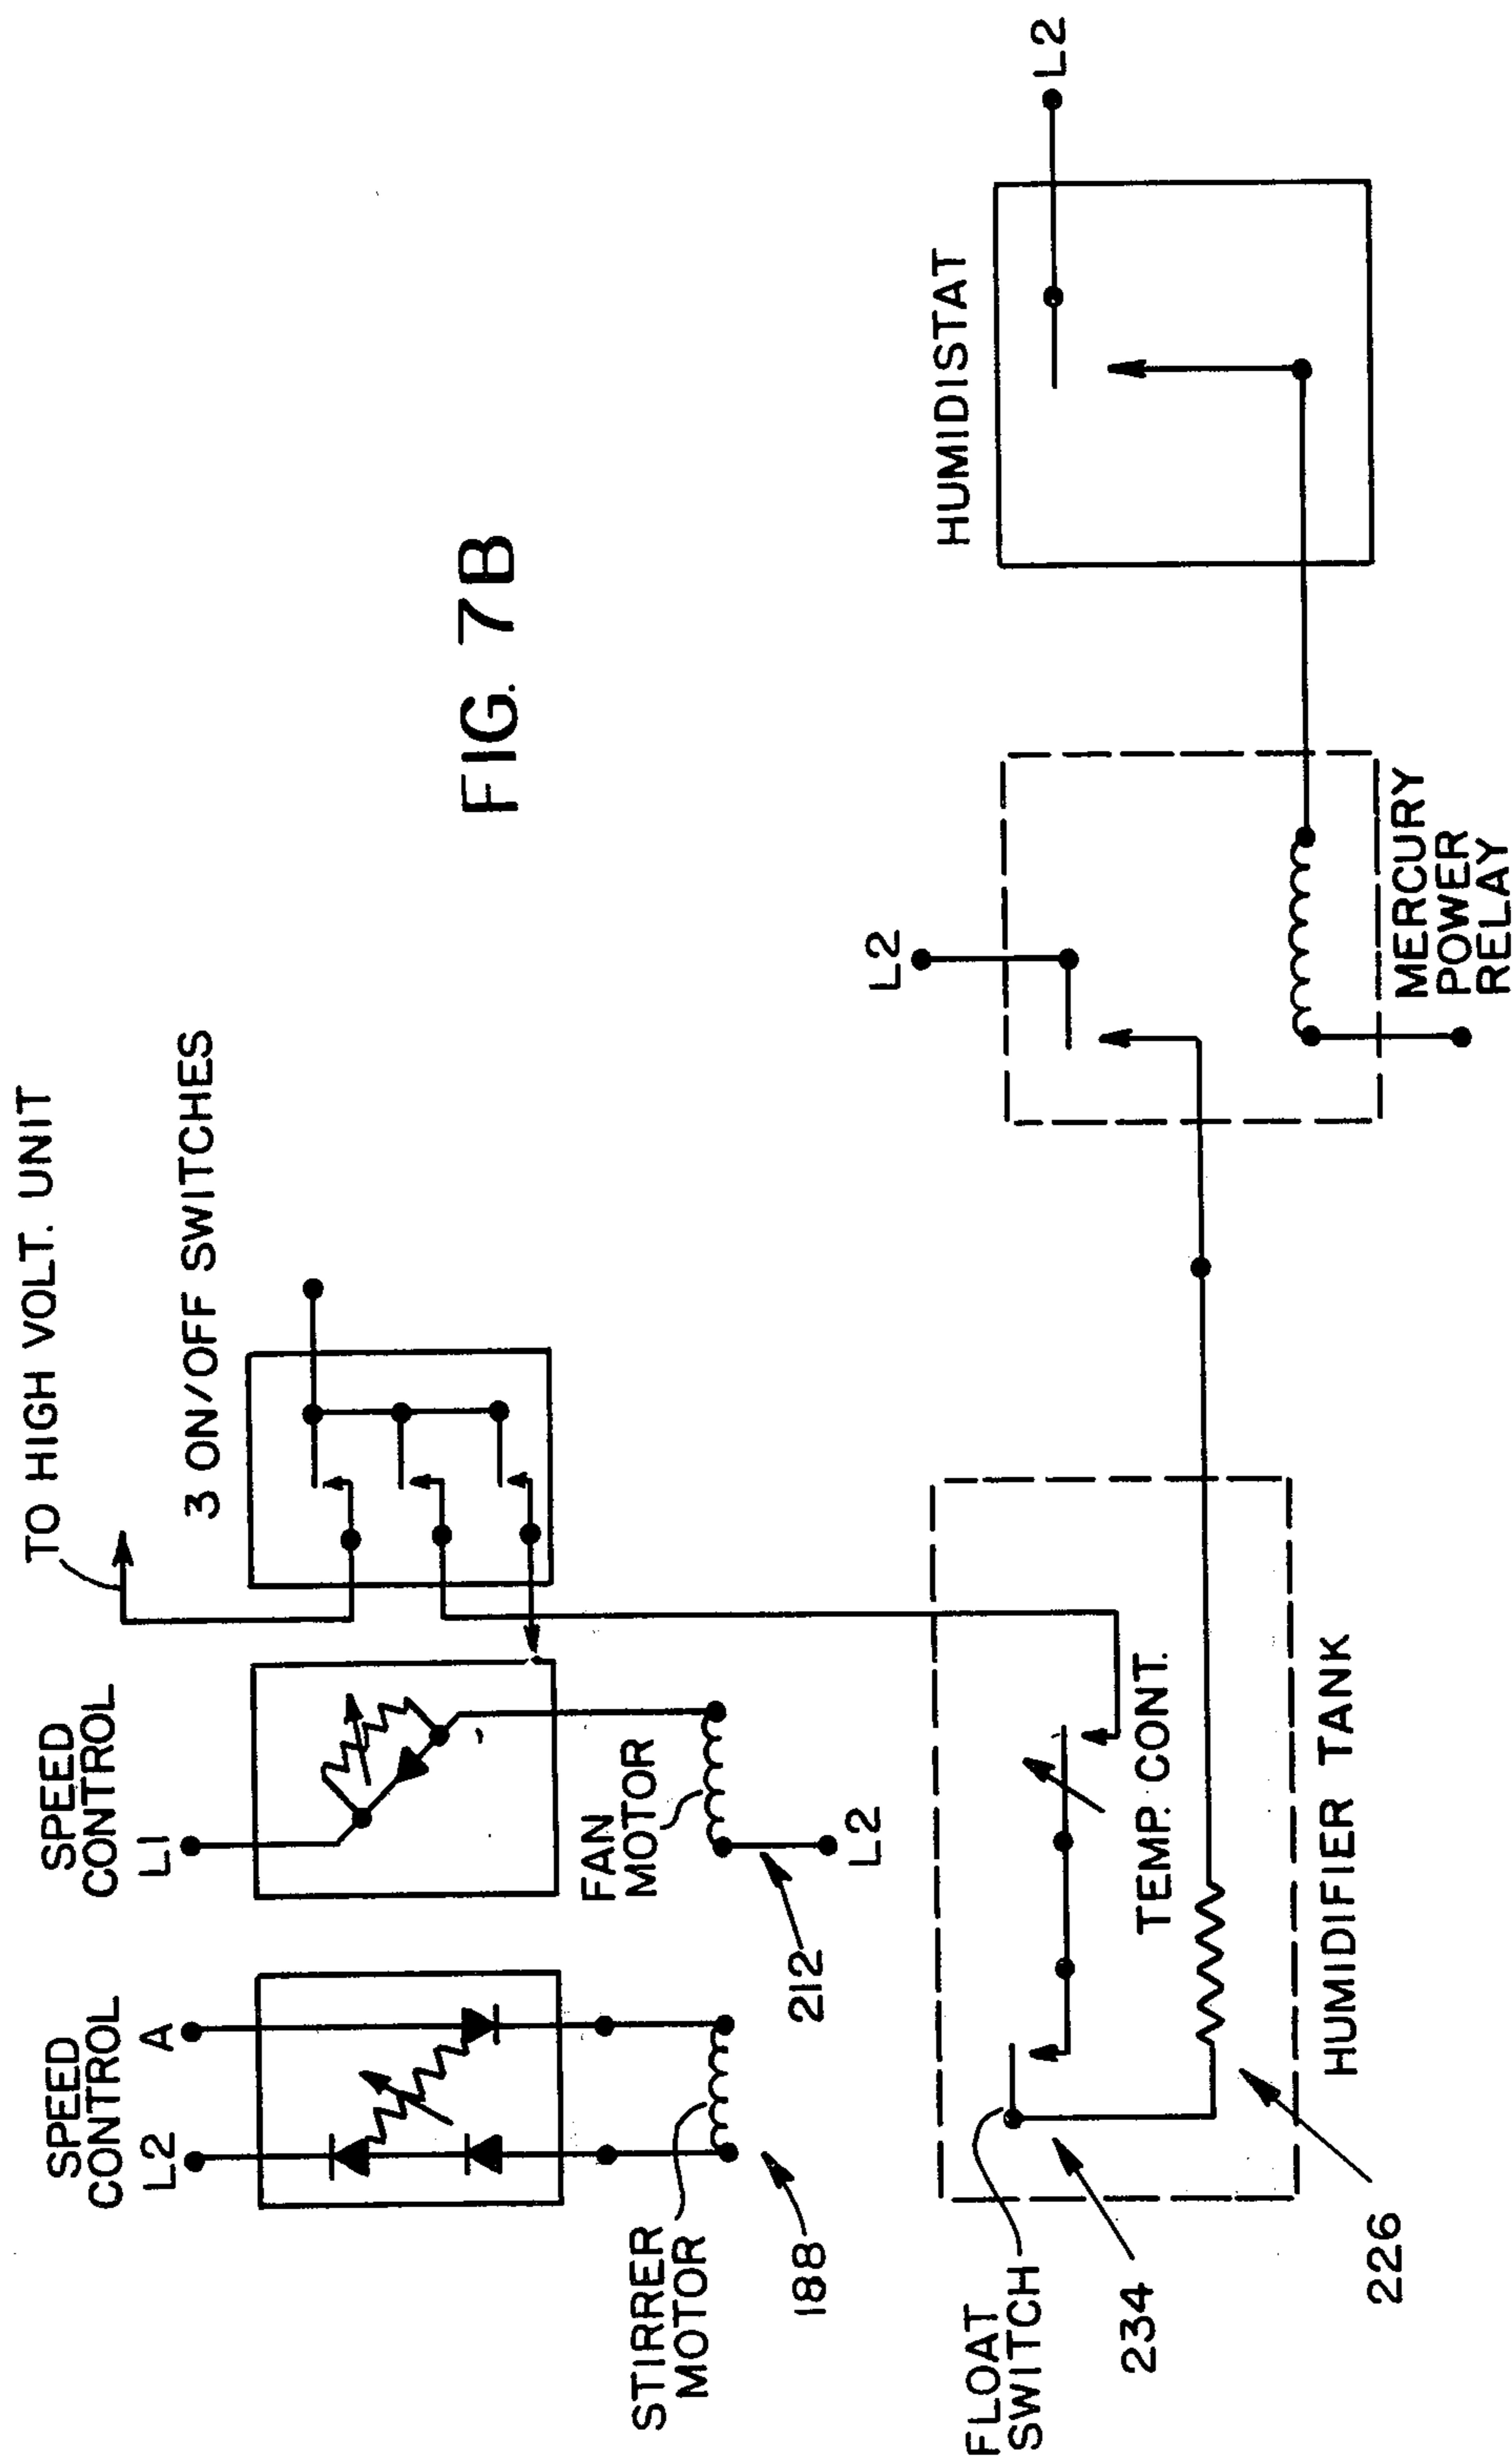 TO HIGH VOLT. UNIT
SPEED
CONTROL
L2
A
SPEED
CONTROL
L1
3 ON/OFF SWITCHES
STIRRER
MOTOR
188
FAN
MOTOR
212
L2
FIG. 7B
FLOAT
SWITCH
234
TEMP. CONT.
HUMIDIFIER TANK
226
L2
MERCURY
POWER
RELAY
HUMIDISTAT
L2